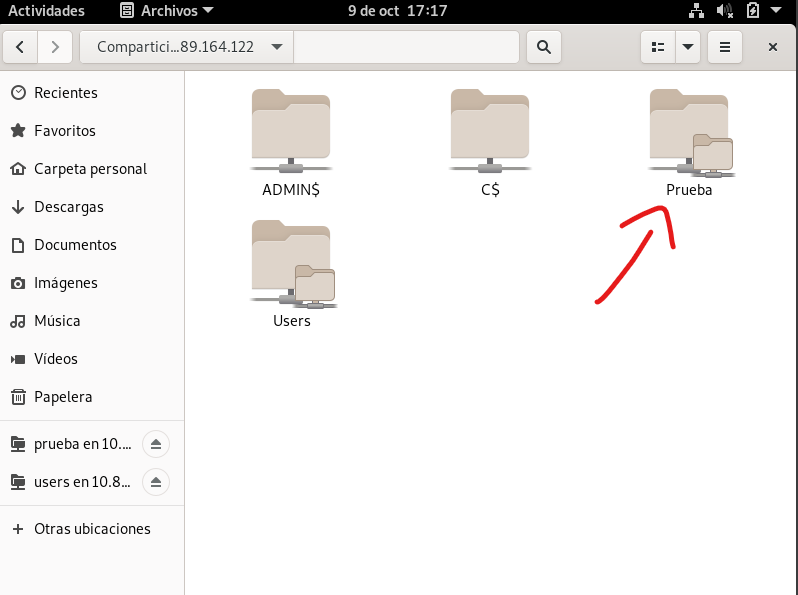 Actividades
Archivos
9 de oct 17:17
Compartici...89.164.122
Recientes
Favoritos
Carpeta personal
Descargas
Documentos
Imágenes
Música
Vídeos
Papelera
prueba en 10....
users en 10.8...
Otras ubicaciones
ADMIN$
C$
Prueba
Users